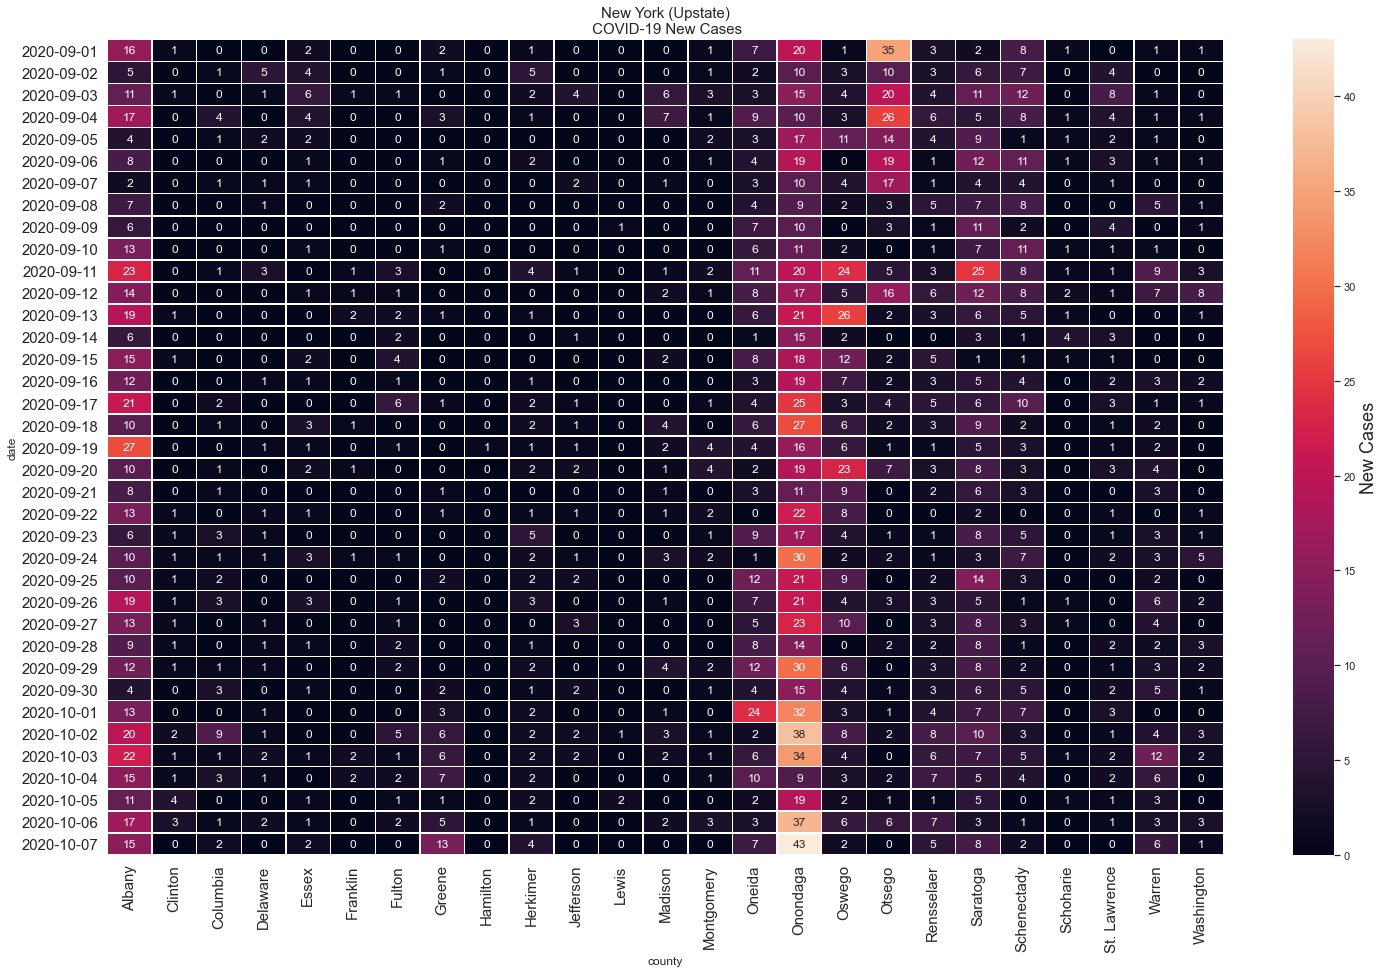 New York (Upstate)
COVID-19 New Cases
2020-09-01 16 1 0 0 2 0 0 2 0 1 0 0 0 1 7 20 1 35 3 2 8 1 0 1 1
2020-09-02 5 0 1 5 4 0 0 1 0 5 0 0 0 1 2 10 3 10 3 6 7 0 4 0 0
2020-09-03 11 1 0 1 6 1 1 0 0 2 4 0 6 3 3 15 4 20 4 11 12 0 8 1 0
2020-09-04 17 0 4 0 4 0 0 3 0 1 0 0 7 1 9 10 3 26 6 5 8 1 4 1 1
2020-09-05 4 0 1 2 2 0 0 0 0 0 0 0 0 2 3 17 11 14 4 9 1 1 2 1 0
2020-09-06 8 0 0 0 1 0 0 1 0 2 0 0 0 1 4 19 0 19 1 12 11 1 3 1 1
2020-09-07 2 0 1 1 1 0 0 0 0 0 2 0 1 0 3 10 4 17 1 4 4 0 1 0 0
2020-09-08 7 0 0 1 0 0 0 2 0 0 0 0 0 0 4 9 2 3 5 7 8 0 0 5 1
2020-09-09 6 0 0 0 0 0 0 0 0 0 0 1 0 0 7 10 0 3 1 11 2 0 4 0 1
2020-09-10 13 0 0 0 1 0 0 1 0 0 0 0 0 0 6 11 2 0 1 7 11 1 1 1 0
2020-09-11 23 0 1 3 0 1 3 0 0 4 1 0 1 2 11 20 24 5 3 25 8 1 1 9 3
2020-09-12 14 0 0 0 1 1 1 0 0 0 0 0 2 1 8 17 5 16 6 12 8 2 1 7 8
2020-09-13 19 1 0 0 0 2 2 1 0 1 0 0 0 0 6 21 26 2 3 6 5 1 0 0 1
2020-09-14 6 0 0 0 0 0 2 0 0 0 1 0 0 0 1 15 2 0 0 3 1 4 3 0 0
2020-09-15 15 1 0 0 2 0 4 0 0 0 0 0 2 0 8 18 12 2 5 1 1 1 1 0 0
2020-09-16 12 0 0 1 1 0 1 0 0 1 0 0 0 0 3 19 7 2 3 5 4 0 2 3 2
2020-09-17 21 0 2 0 0 0 6 1 0 2 1 0 0 1 4 25 3 4 5 6 10 0 3 1 1
2020-09-18 10 0 1 0 3 1 0 0 0 2 1 0 4 0 6 27 6 2 3 9 2 0 1 2 0
2020-09-19 27 0 0 1 1 0 1 0 1 1 1 0 2 4 4 16 6 1 1 5 3 0 1 2 0
2020-09-20 10 0 1 0 2 1 0 0 0 2 2 0 1 4 2 19 23 7 3 8 3 0 3 4 0
2020-09-21 8 0 1 0 0 0 0 1 0 0 0 0 1 0 3 11 9 0 2 6 3 0 0 3 0
2020-09-22 13 1 0 1 1 0 0 1 0 1 1 0 1 2 0 22 8 0 0 2 0 0 1 0 1
2020-09-23 6 1 3 1 0 0 0 0 0 5 0 0 0 1 9 17 4 1 1 8 5 0 1 3 1
2020-09-24 10 1 1 1 3 1 1 0 0 2 1 0 3 2 1 30 2 2 1 3 7 0 2 3 5
2020-09-25 10 1 2 0 0 0 0 2 0 2 2 0 0 0 12 21 9 0 2 14 3 0 0 2 0
2020-09-26 19 1 3 0 3 0 1 0 0 3 0 0 1 0 7 21 4 3 3 5 1 1 0 6 2
2020-09-27 13 1 0 1 0 0 1 0 0 0 3 0 0 0 5 23 10 0 3 8 3 1 0 4 0
2020-09-28 9 1 0 1 1 0 2 0 0 1 0 0 0 0 8 14 0 2 2 8 1 0 2 2 3
2020-09-29 12 1 1 1 0 0 2 0 0 2 0 0 4 2 12 30 6 0 3 8 2 0 1 3 2
2020-09-30 4 0 3 0 1 0 0 2 0 1 2 0 0 1 4 15 4 1 3 6 5 0 2 5 1
2020-10-01 13 0 0 1 0 0 0 3 0 2 0 0 1 0 24 32 3 1 4 7 7 0 3 0 0
2020-10-02 20 2 9 1 0 0 5 6 0 2 2 1 3 1 2 38 8 2 8 10 3 0 1 4 3
2020-10-03 22 1 1 2 1 2 1 6 0 2 2 0 2 1 6 34 4 0 6 7 5 1 2 12 2
2020-10-04 15 1 3 1 0 2 2 7 0 2 0 0 0 1 10 9 3 2 7 5 4 0 2 6 0
2020-10-05 11 4 0 0 1 0 1 1 0 2 0 2 0 0 2 19 2 1 1 5 0 1 1 3 0
2020-10-06 17 3 1 2 1 0 2 5 0 1 0 0 2 3 3 37 6 6 7 3 1 0 1 3 3
2020-10-07 15 0 2 0 2 0 0 13 0 4 0 0 0 0 7 43 2 0 5 8 2 0 0 6 1
date
Albany Clinton Columbia Delaware Essex Franklin Fulton Greene Hamilton Herkimer Jefferson Lewis Madison Montgomery Oneida Onondaga Oswego Otsego Rensselaer Saratoga Schenectady Schoharie St. Lawrence Warren Washington
county
40
35
30
25
20
15
10
5
0
New Cases